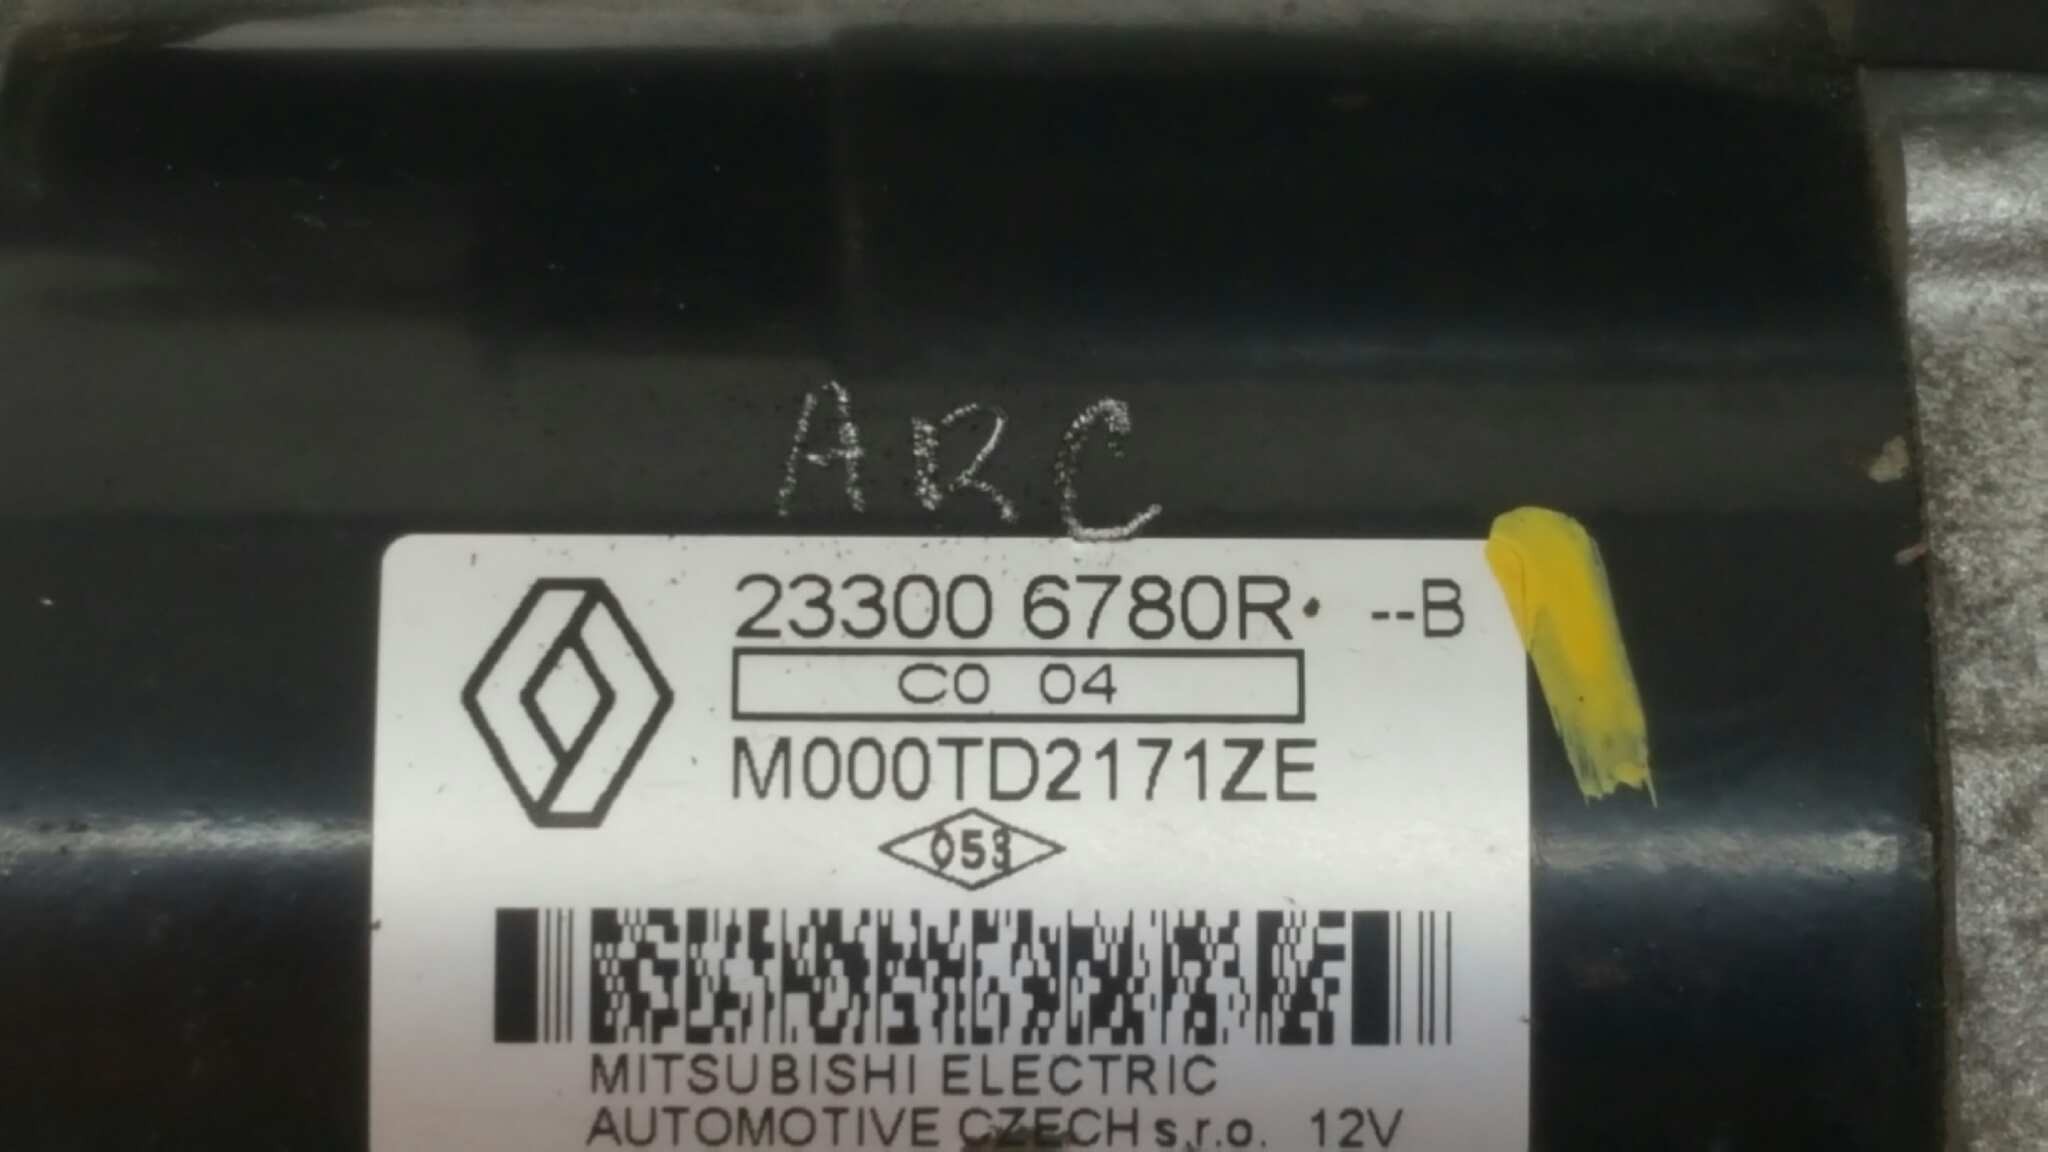 ARC
23300 6780R --B
C0 04
M000TD2171ZE
053
MITSUBISHI ELECTRIC
AUTOMOTIVE CZECH s.r.o. 12V